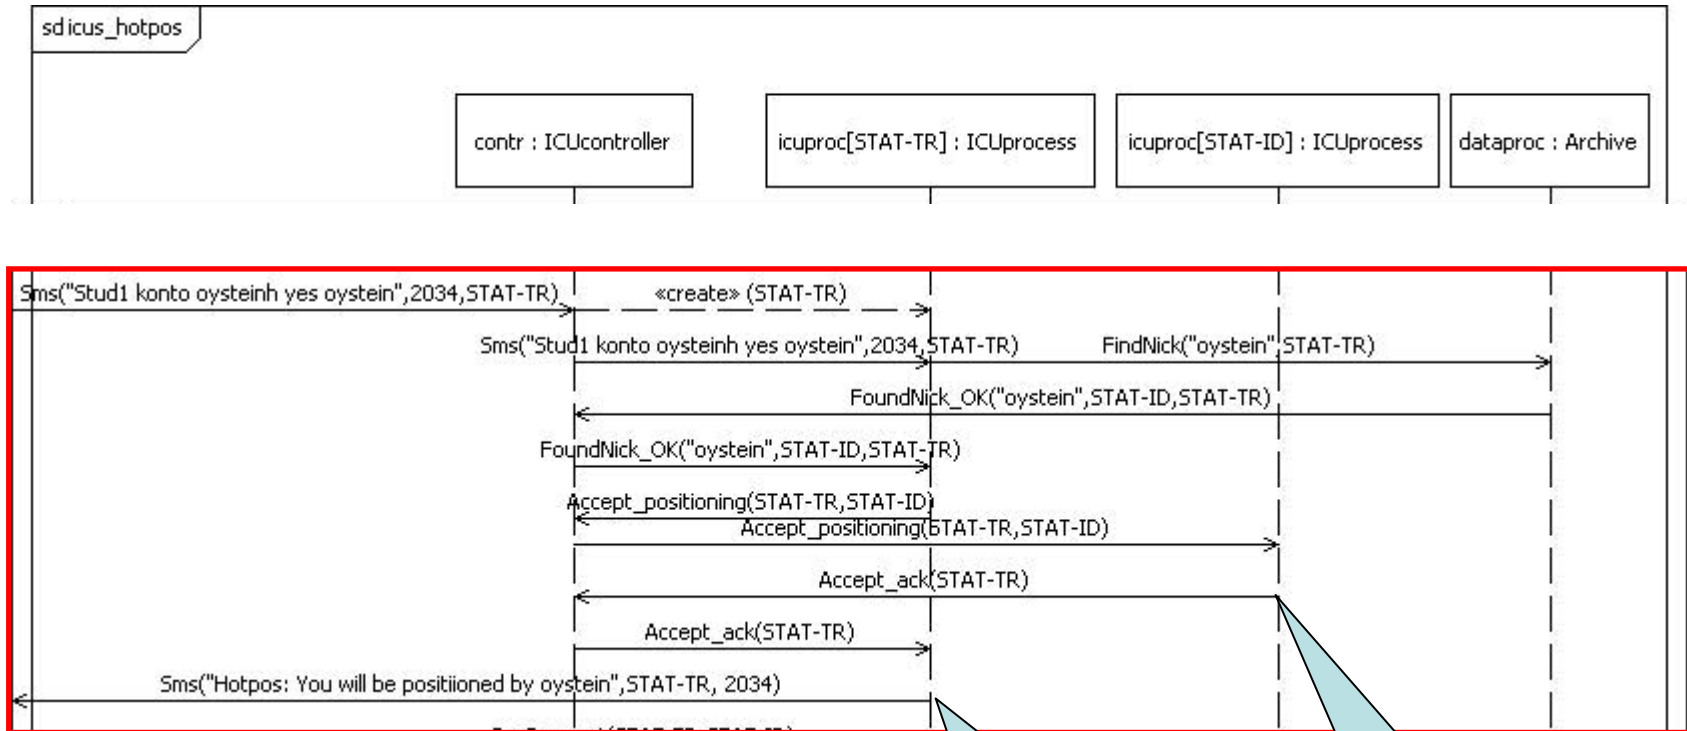 sd icus_hotpos
contr : ICUcontroller
icuproc[STAT-TR] : ICUprocess
icuproc[STAT-ID] : ICUprocess
dataproc : Archive
Sms("Stud1 konto oysteinh yes oystein",2034,STAT-TR)
«create» (STAT-TR)
Sms("Stud1 konto oysteinh yes oystein",2034,STAT-TR)
FindNick("oystein",STAT-TR)
FoundNick_OK("oystein",STAT-ID,STAT-TR)
FoundNick_OK("oystein",STAT-ID,STAT-TR)
Accept_positioning(STAT-TR,STAT-ID)
Accept_positioning(STAT-TR,STAT-ID)
Accept_ack(STAT-TR)
Accept_ack(STAT-TR)
Sms("Hotpos: You will be positiioned by oystein",STAT-TR, 2034)